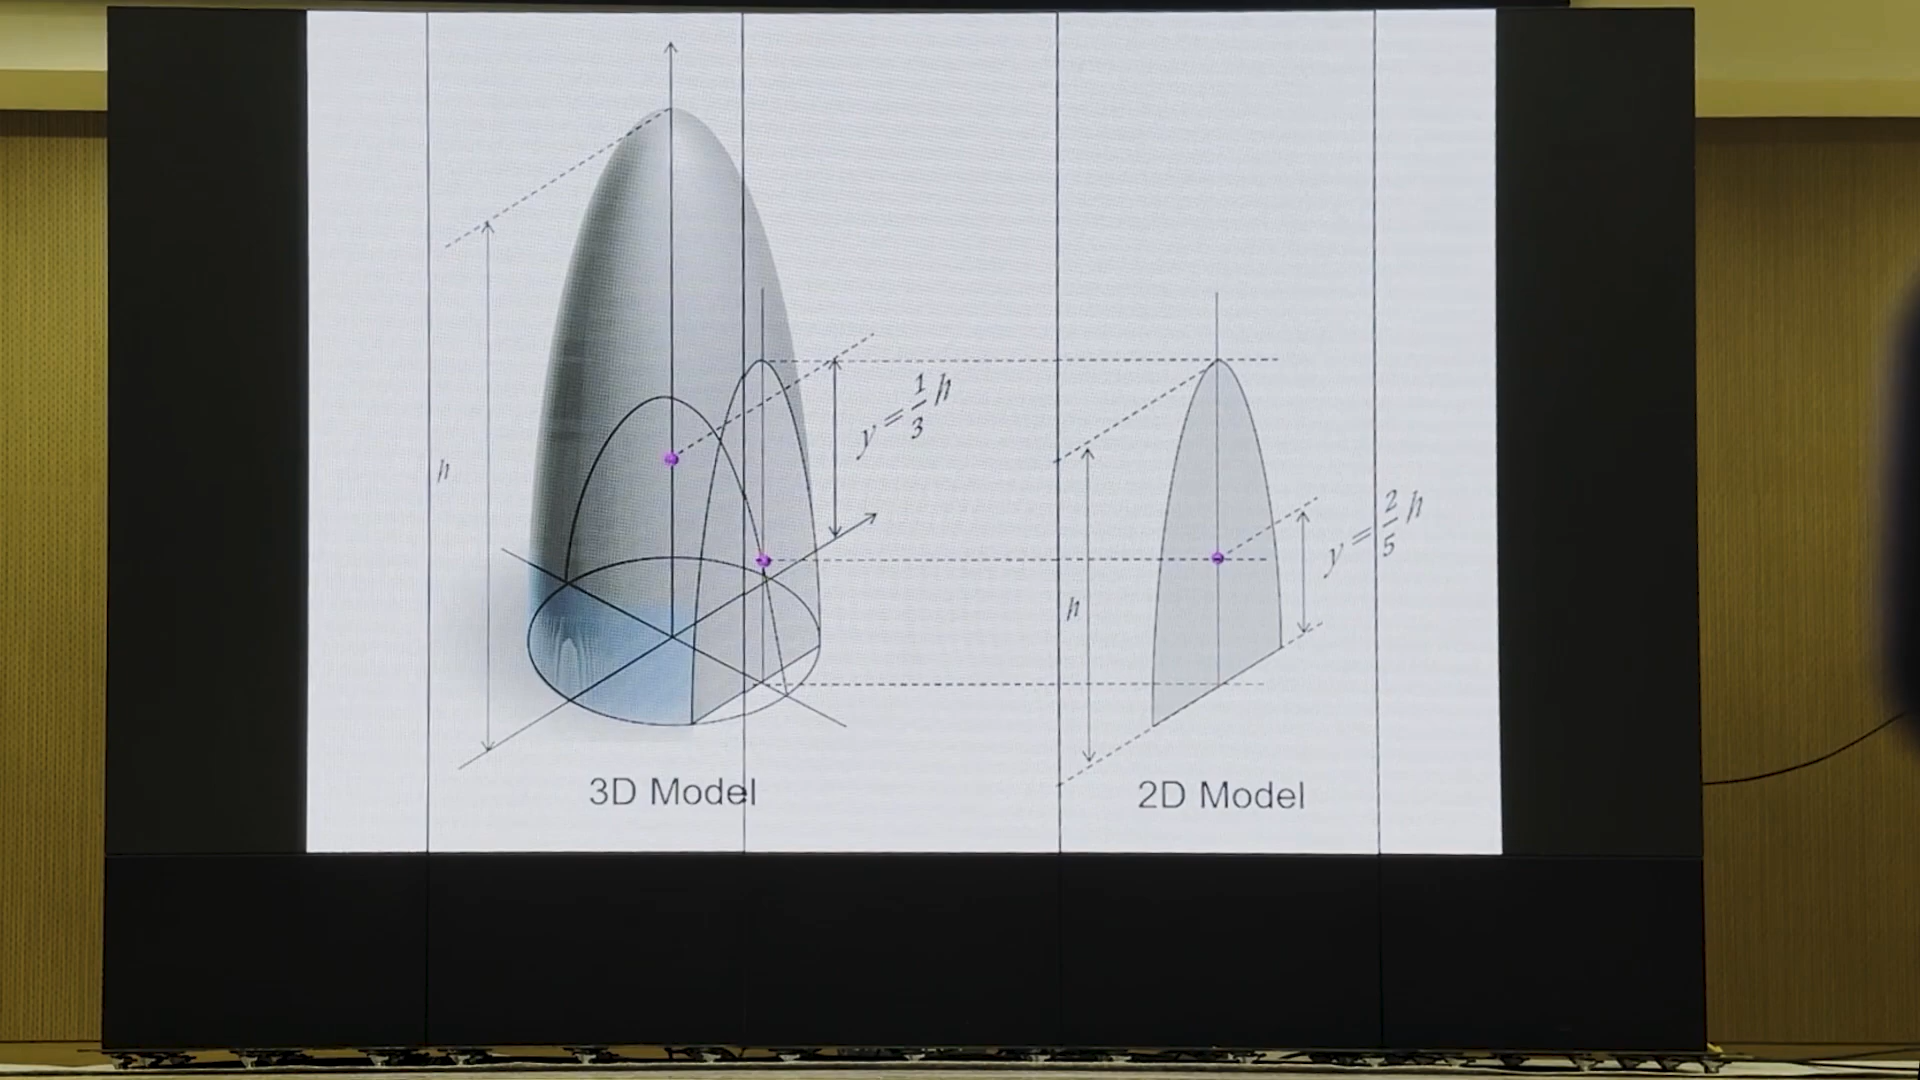 h
y = 1/3 h
h
y = 2/5 h
3D Model
2D Model